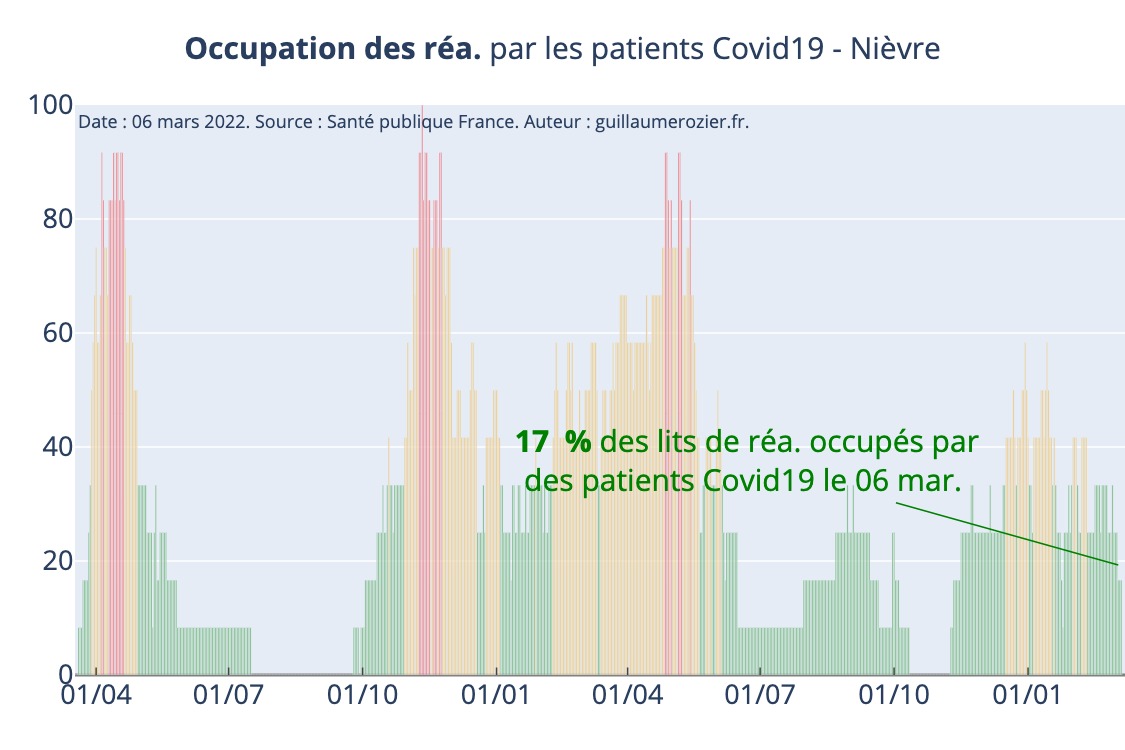 Occupation des réa. par les patients Covid19 - Nièvre
100
Date : 06 mars 2022. Source : Santé publique France. Auteur : guillaumerozier.fr.
80
60
40
17 % des lits de réa. occupés par
des patients Covid19 le 06 mar.
20
0
01/04 01/07 01/10 01/01 01/04 01/07 01/10 01/01